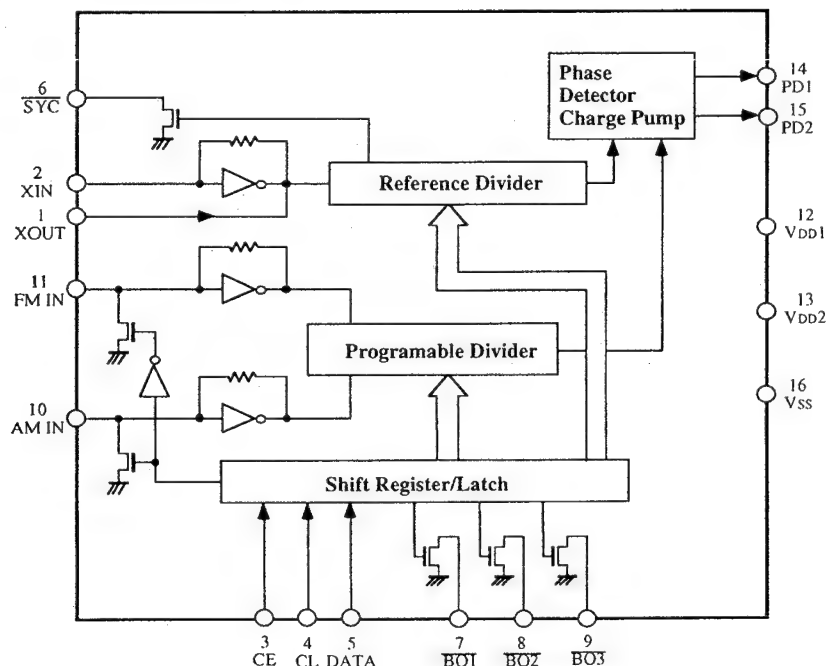 6
SYC
2
XIN
1
XOUT
11
FM IN
10
AM IN
Phase
Detector
Charge Pump
14
PD1
15
PD2
Reference Divider
12
VDD1
Programable Divider
13
VDD2
16
VSS
Shift Register/Latch
3
CE
4
CL
5
DATA
7
BO1
8
BO2
9
BO3